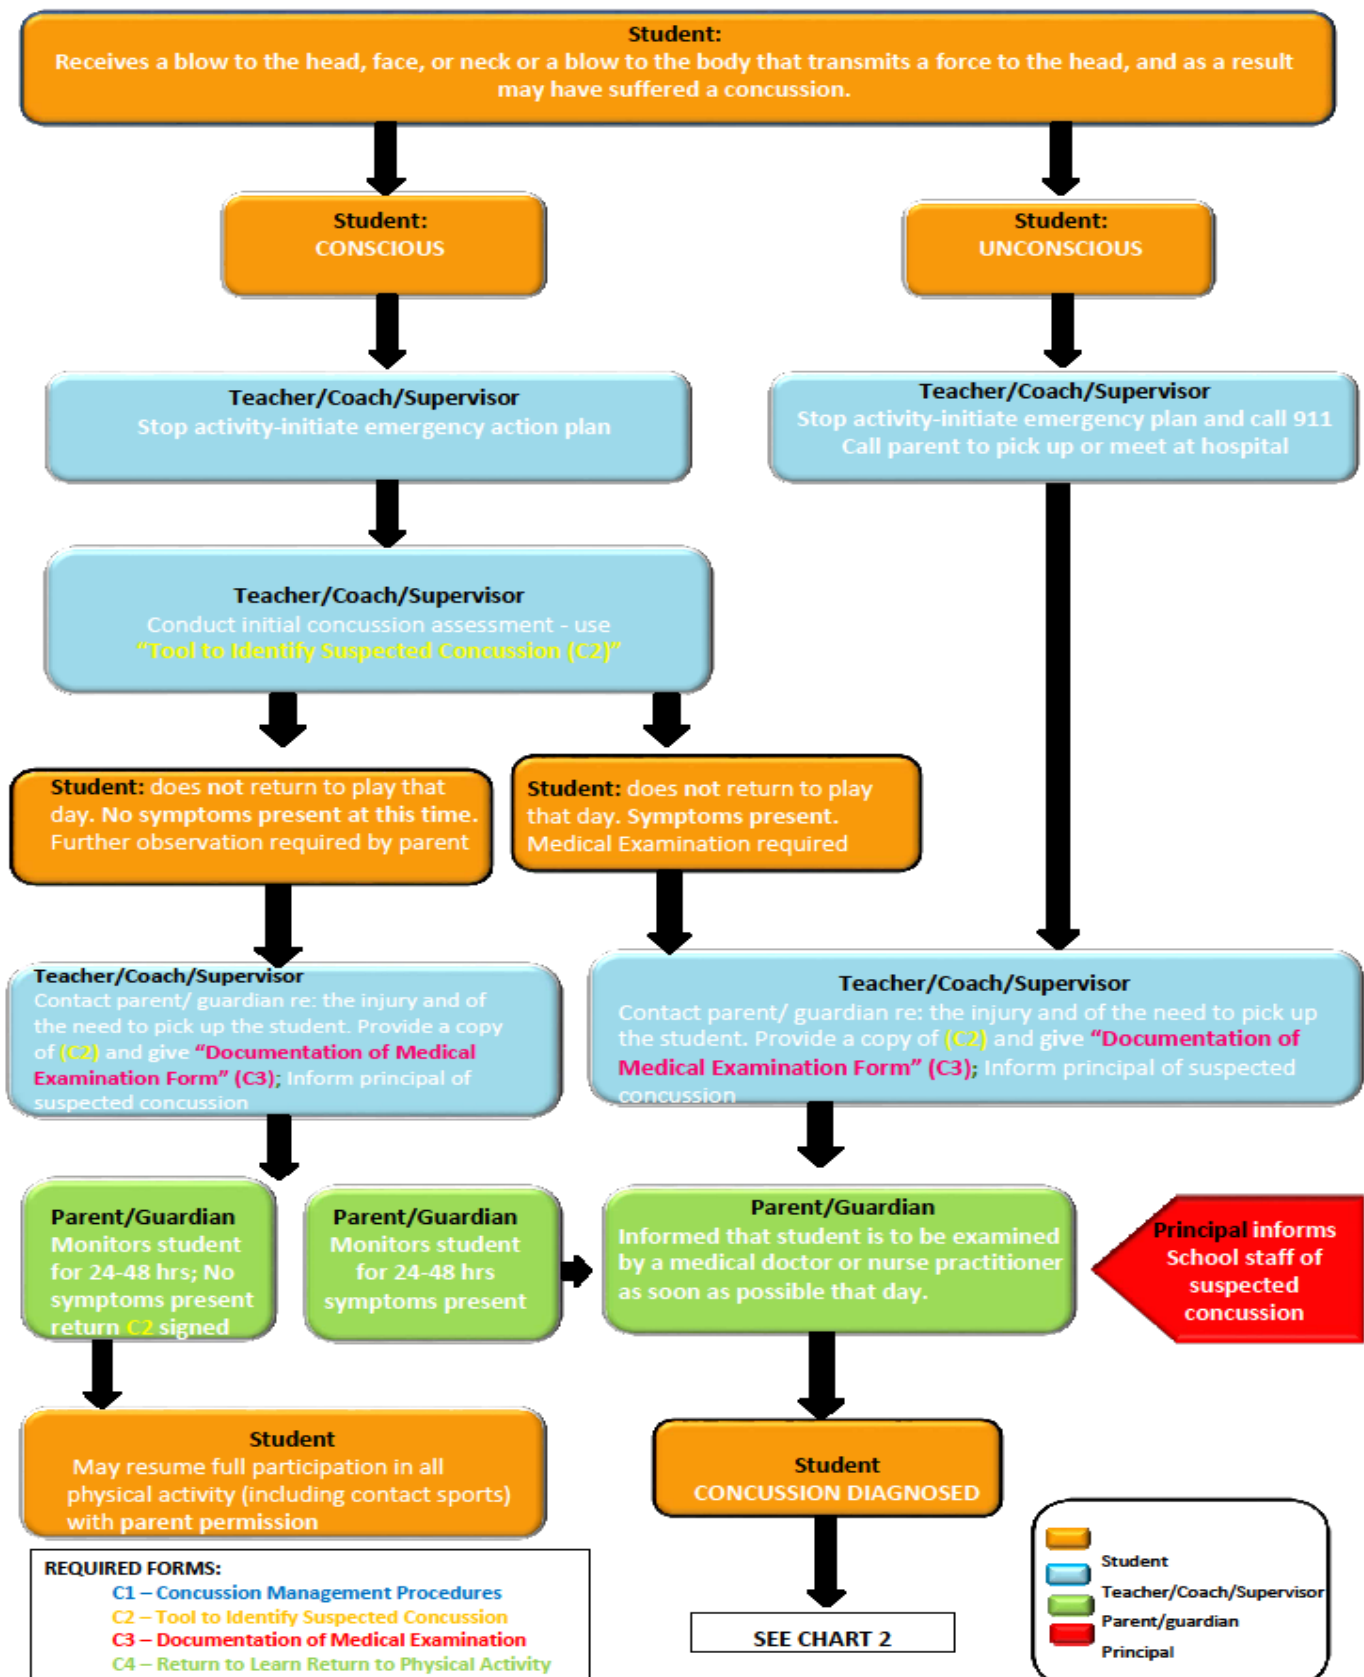 Student:
Receives a blow to the head, face, or neck or a blow to the body that transmits a force to the head, and as a result
may have suffered a concussion.
Student:
CONSCIOUS
Student:
UNCONSCIOUS
Teacher/Coach/Supervisor
Stop activity-initiate emergency action plan
Teacher/Coach/Supervisor
Stop activity-initiate emergency plan and call 911
Call parent to pick up or meet at hospital
Teacher/Coach/Supervisor
Conduct initial concussion assessment - use
“Tool to Identify Suspected Concussion (C2)”
Student: does not return to play that
day. No symptoms present at this time.
Further observation required by parent
Student: does not return to play
that day. Symptoms present.
Medical Examination required
Teacher/Coach/Supervisor
Contact parent/ guardian re: the injury and of
the need to pick up the student. Provide a copy
of (C2) and give “Documentation of Medical
Examination Form” (C3); Inform principal of
suspected concussion
Teacher/Coach/Supervisor
Contact parent/ guardian re: the injury and of the need to pick up
the student. Provide a copy of (C2) and give “Documentation of
Medical Examination Form” (C3); Inform principal of suspected
concussion
Parent/Guardian
Monitors student
for 24-48 hrs; No
symptoms present
return C2 signed
Parent/Guardian
Monitors student
for 24-48 hrs
symptoms present
Parent/Guardian
Informed that student is to be examined
by a medical doctor or nurse practitioner
as soon as possible that day.
Principal informs
School staff of
suspected
concussion
Student
May resume full participation in all
physical activity (including contact sports)
with parent permission
Student
CONCUSSION DIAGNOSED
REQUIRED FORMS:
C1 – Concussion Management Procedures
C2 – Tool to Identify Suspected Concussion
C3 – Documentation of Medical Examination
C4 – Return to Learn Return to Physical Activity
SEE CHART 2
Student
Teacher/Coach/Supervisor
Parent/guardian
Principal